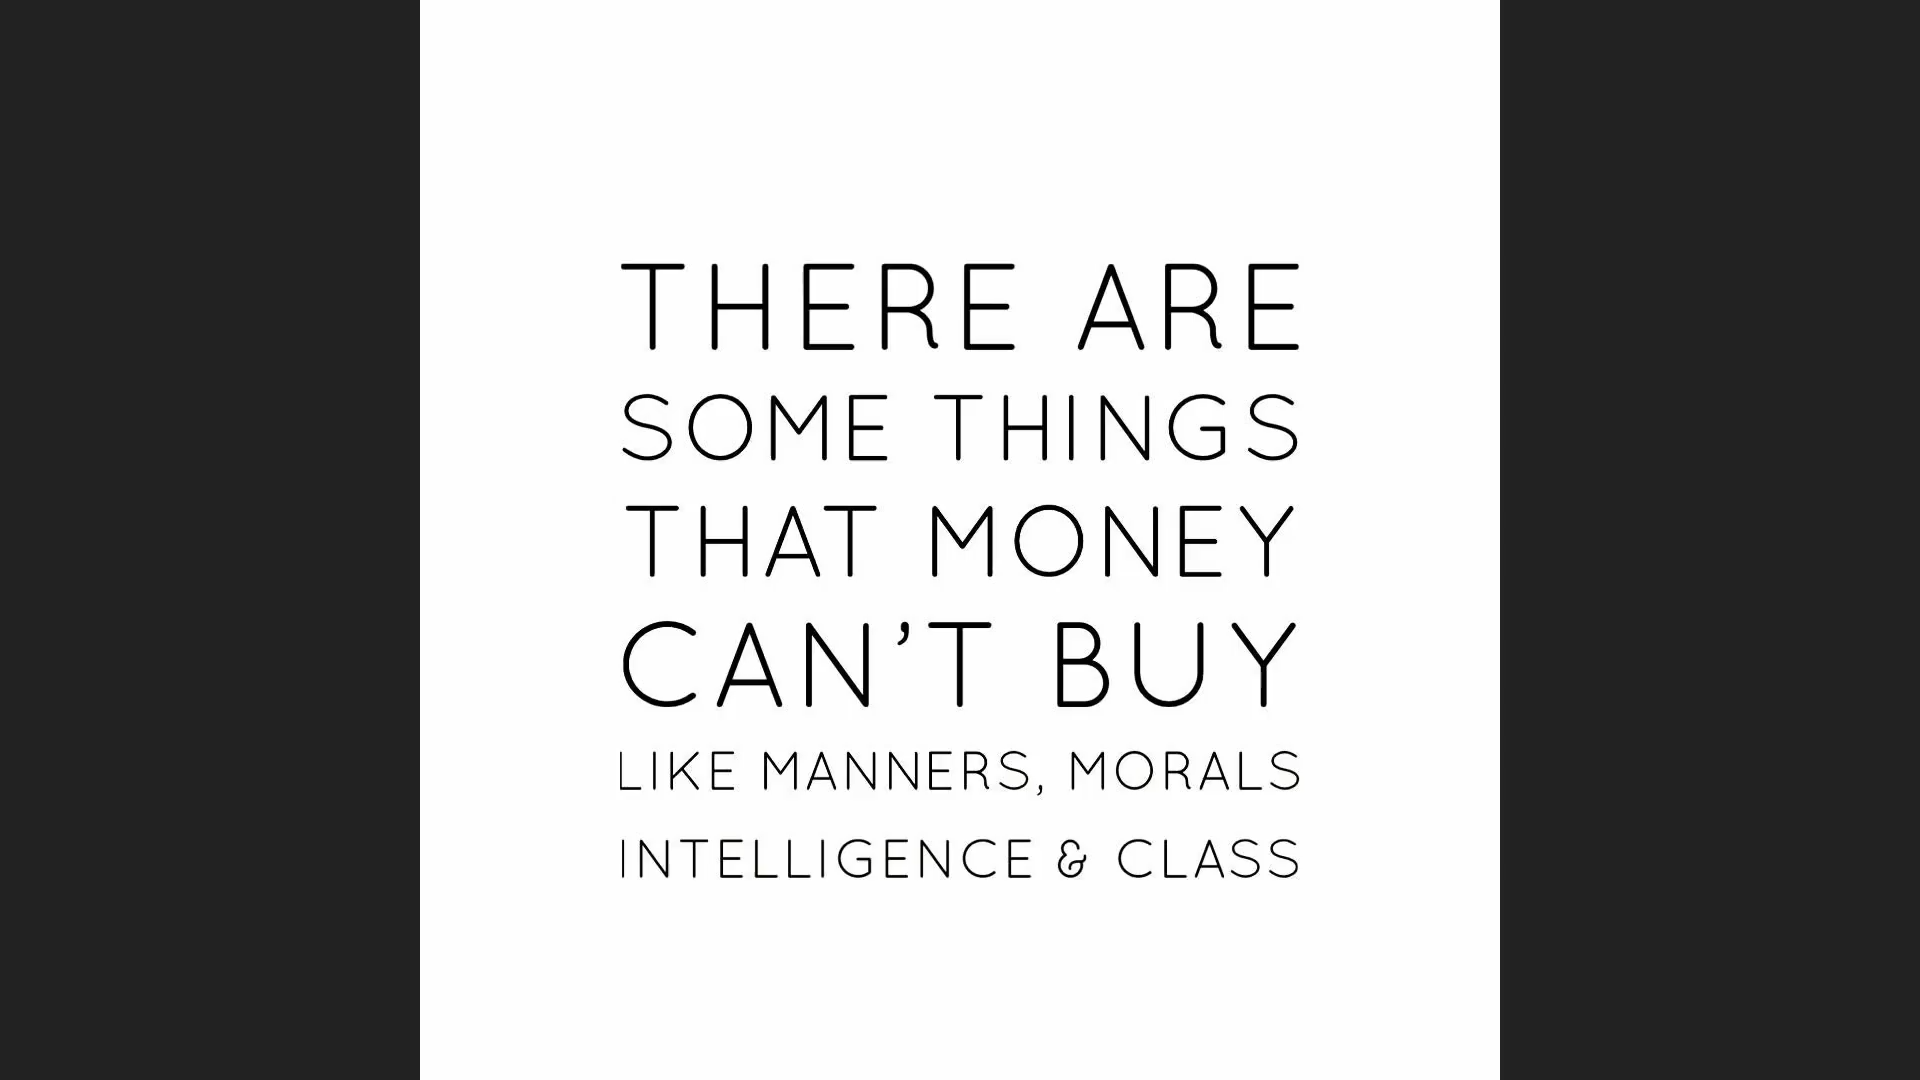 THERE ARE
SOME THINGS
THAT MONEY
CAN’T BUY
LIKE MANNERS, MORALS
INTELLIGENCE & CLASS